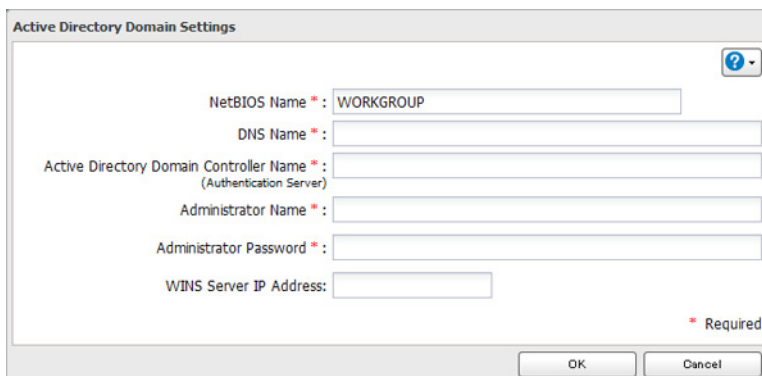 Active Directory Domain Settings
?
NetBIOS Name * : WORKGROUP
DNS Name * :
Active Directory Domain Controller Name * :
(Authentication Server)
Administrator Name * :
Administrator Password * :
WINS Server IP Address:
* Required
OK Cancel